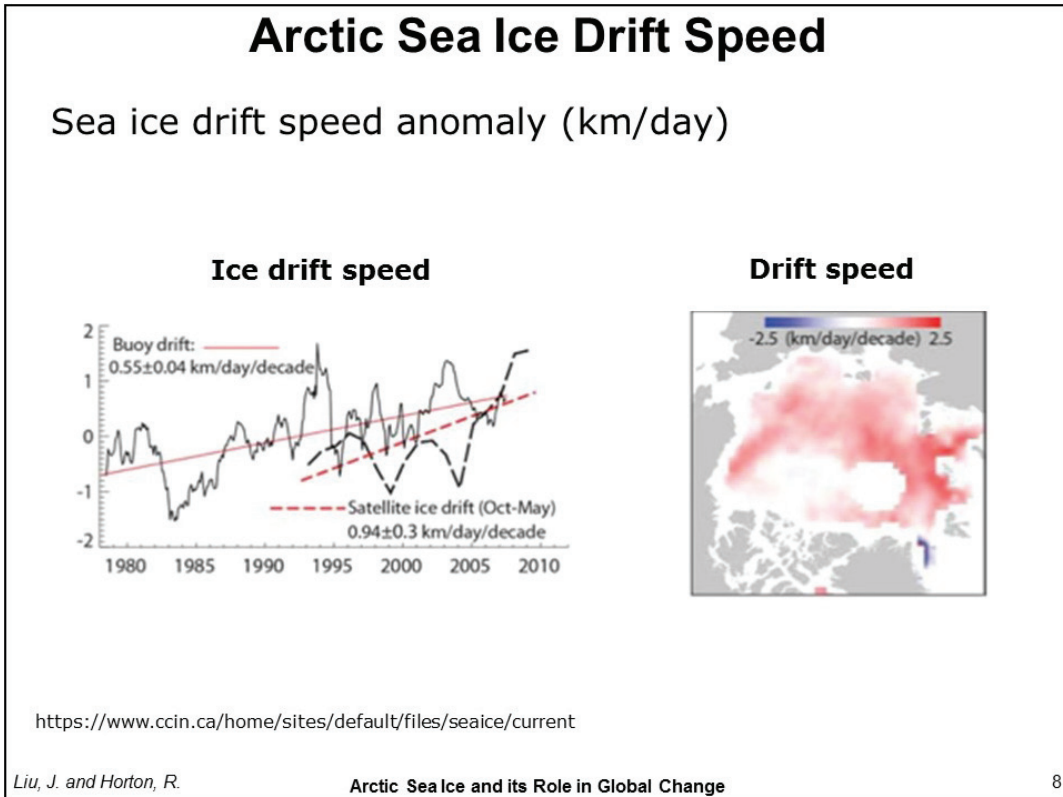 Arctic Sea Ice Drift Speed
Sea ice drift speed anomaly (km/day)
Ice drift speed
Drift speed
2
1
0
-1
-2
Buoy drift:
0.55±0.04 km/day/decade
Satellite ice drift (Oct-May)
0.94±0.3 km/day/decade
1980 1985 1990 1995 2000 2005 2010
-2.5 (km/day/decade) 2.5
https://www.ccin.ca/home/sites/default/files/seaice/current
Liu, J. and Horton, R.
Arctic Sea Ice and its Role in Global Change
8